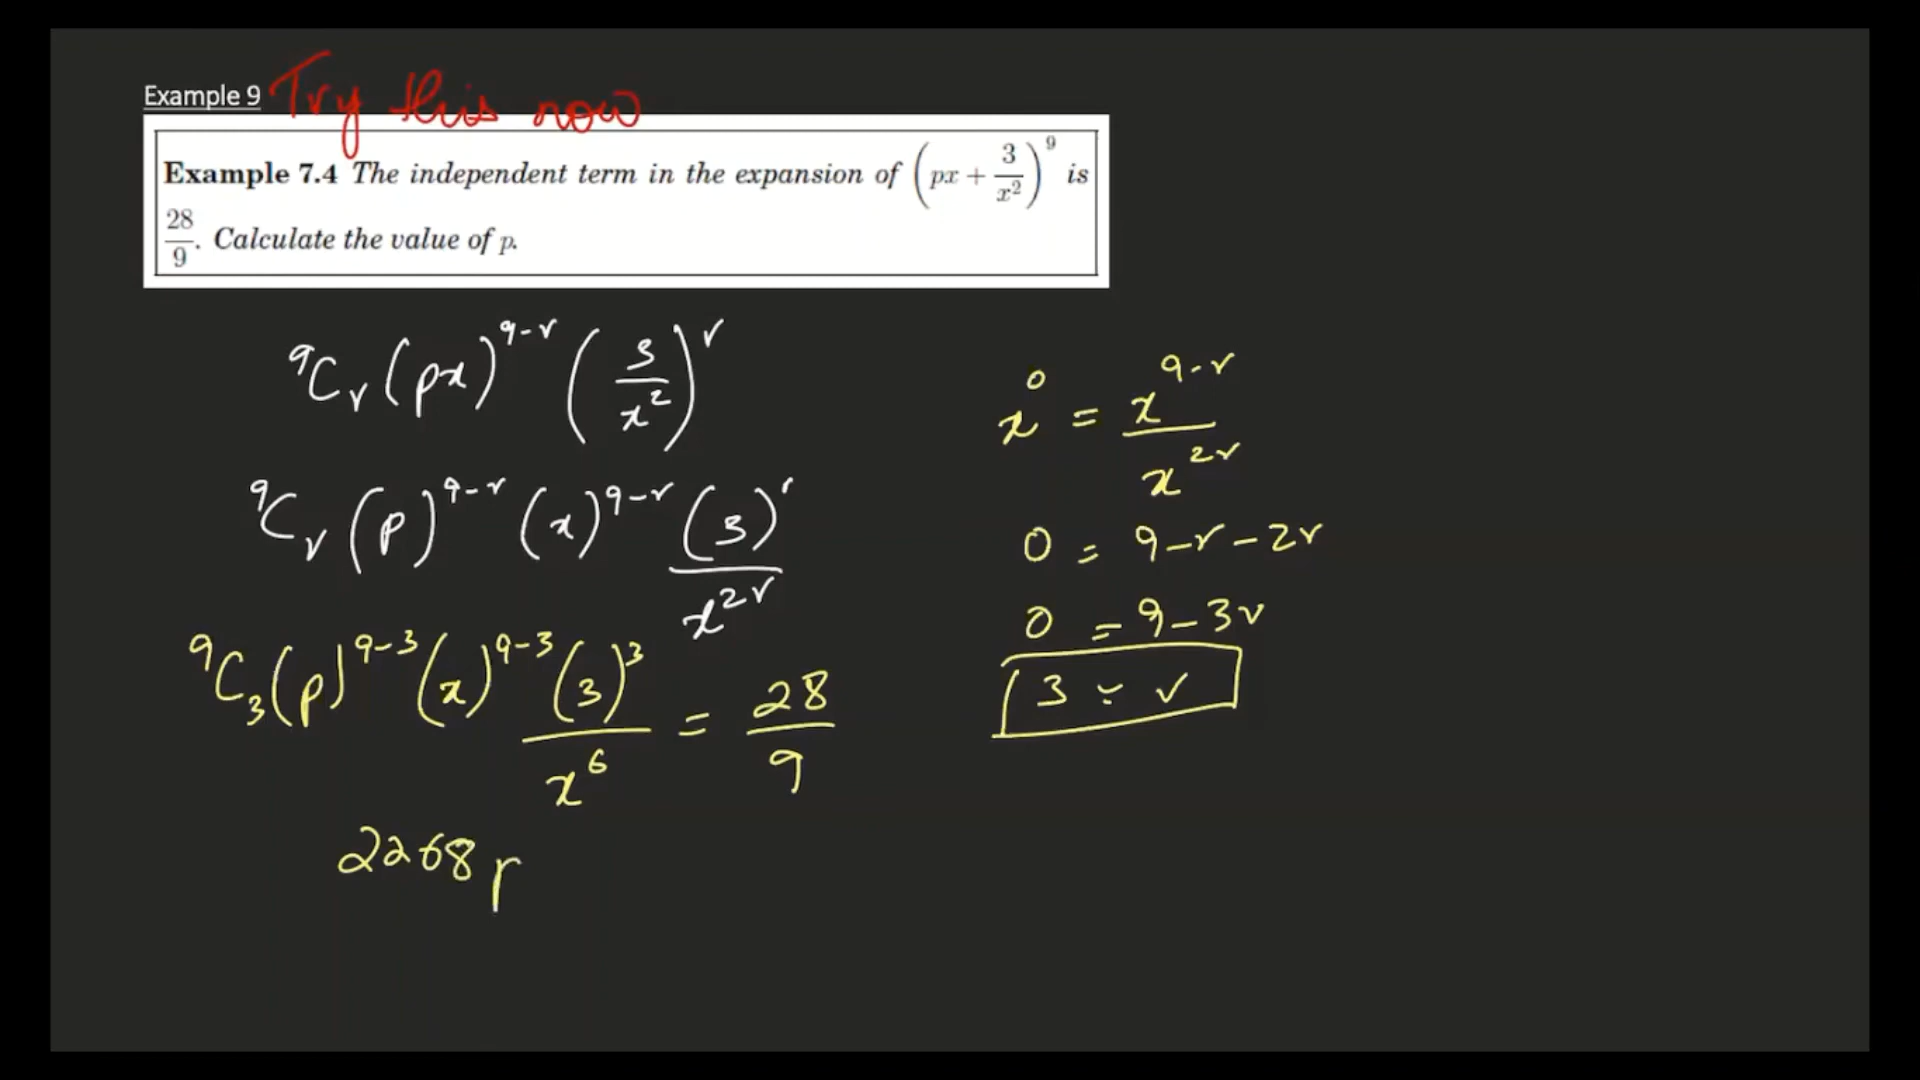 Example 9 Try this now
Example 7.4 The independent term in the expansion of (px + 3/x²)⁹ is
28/9. Calculate the value of p.
⁹Cᵣ (px)⁹⁻ʳ (3/x²)ʳ
⁹Cᵣ (p)⁹⁻ʳ (x)⁹⁻ʳ (3)ʳ/x²ʳ
⁹C₃ (p)⁹⁻³ (x)⁹⁻³ (3)³/x⁶ = 28/9
2268 p
x⁰ = x⁹⁻ʳ/x²ʳ
0 = 9-r-2r
0 = 9-3r
3 = r